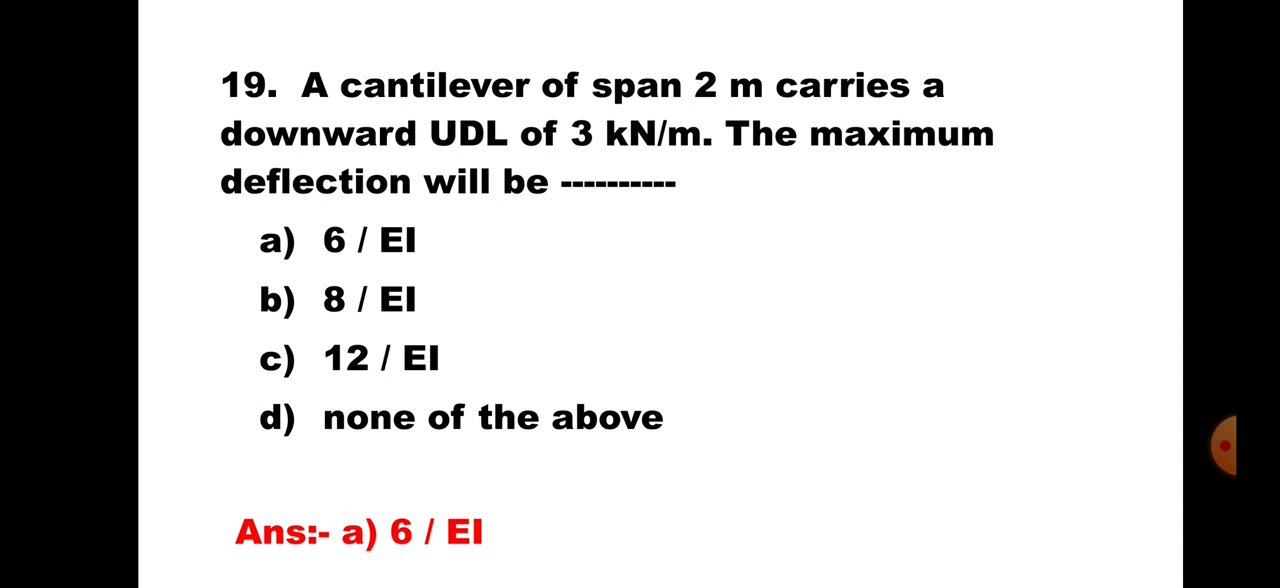 19. A cantilever of span 2 m carries a
downward UDL of 3 kN/m. The maximum
deflection will be ----------
a) 6 / EI
b) 8 / EI
c) 12 / EI
d) none of the above
Ans:- a) 6 / EI